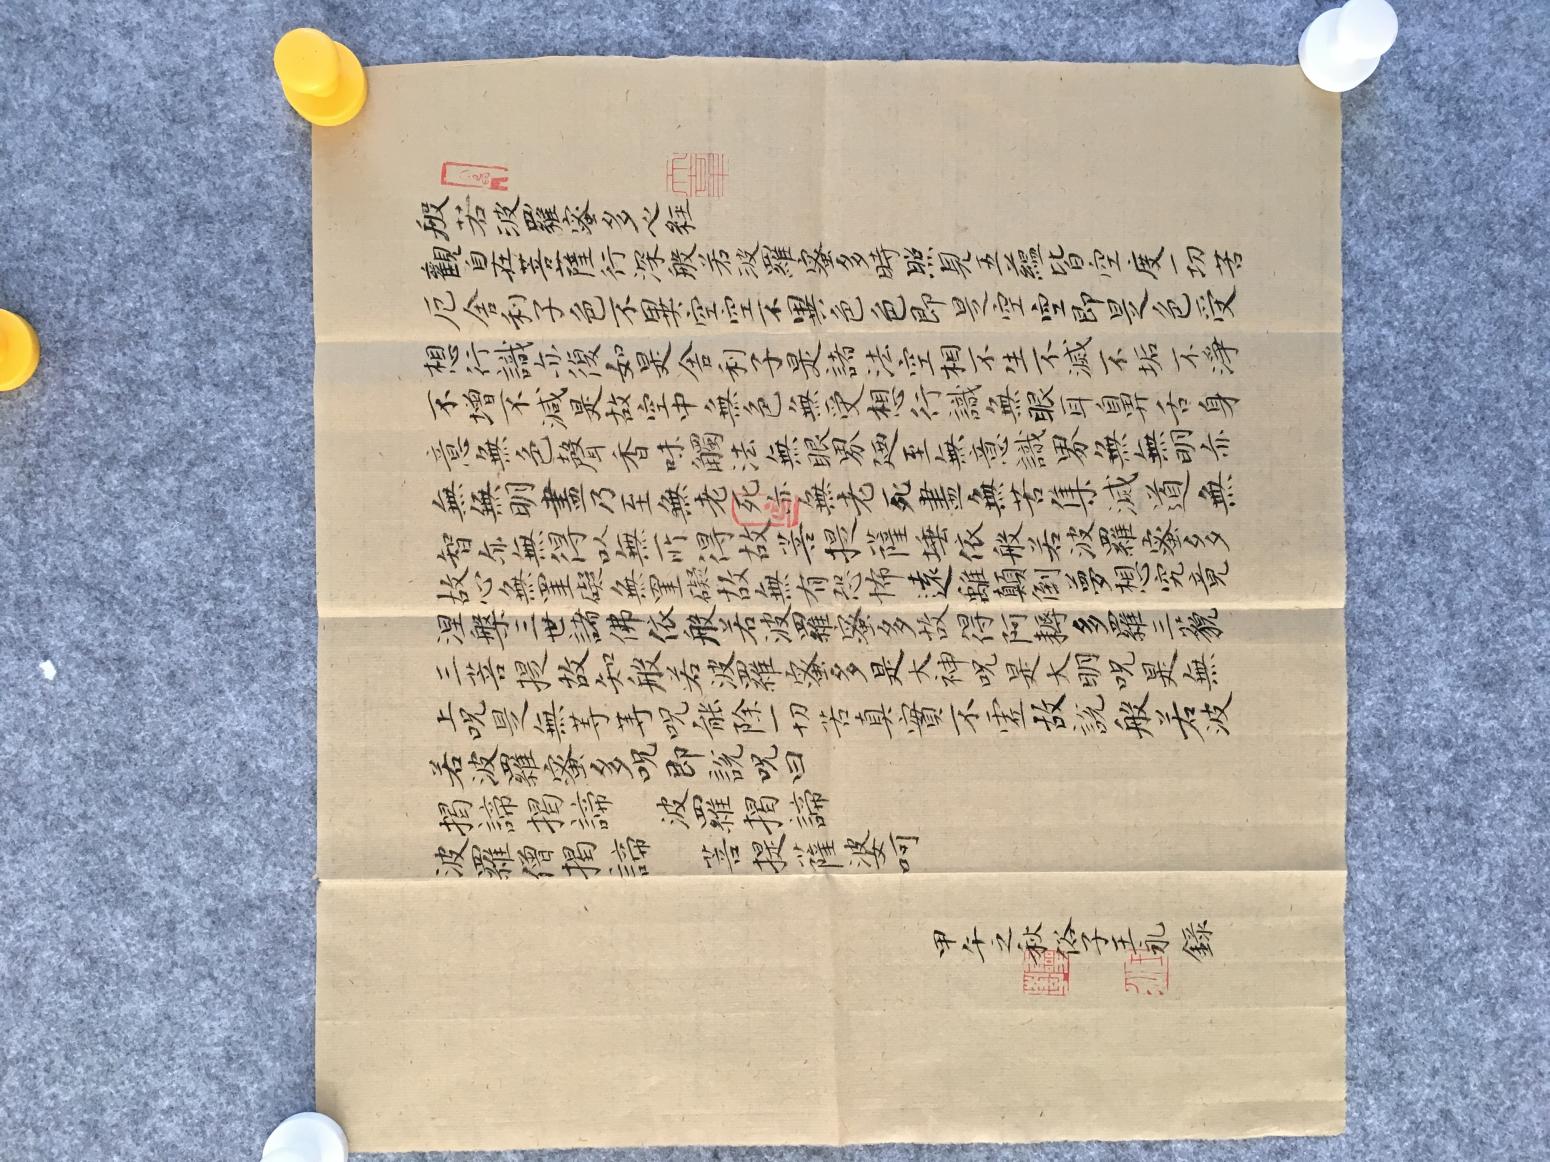 般若波羅蜜多心經
觀自在菩薩行深般若波羅蜜多時照見五蘊皆空度一切苦
厄舍利子色不異空空不異色色即是空空即是色受
想行識亦復如是舍利子是諸法空相不生不滅不垢不淨
不增不減是故空中無色無受想行識無眼耳鼻舌身
意無色聲香味觸法無眼界廼至無意識界無無明亦
無無明盡乃至無老死亦無老死盡無苦集滅道無
智亦無得以無所得故菩提薩埵依般若波羅蜜多
故心無罣礙無罣礙故無有恐怖遠離顛倒夢想究竟
涅槃三世諸佛依般若波羅蜜多故得阿耨多羅三藐
三菩提故知般若波羅蜜多是大神呪是大明呪是無
上呪是無等等呪能除一切苦真實不虛故說般若波
若波羅蜜多呪即說呪曰
揭諦揭諦 波羅揭諦
波羅僧揭諦 菩提薩婆呵
甲午之秋俗子王永錄